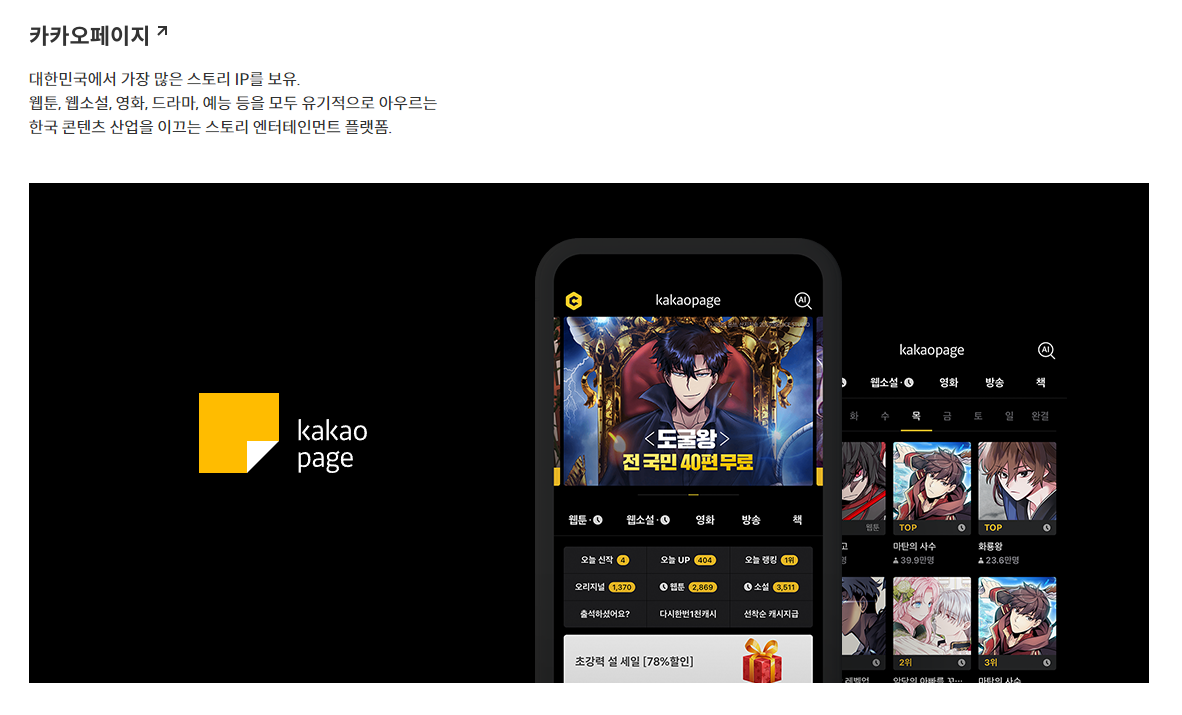 카카오페이지
대한민국에서 가장 많은 스토리 IP를 보유.
웹툰, 웹소설, 영화, 드라마, 예능 등을 모두 유기적으로 아우르는
한국 콘텐츠 산업을 이끄는 스토리 엔터테인먼트 플랫폼.
kakao
page
kakaopage
AI
<도굴왕>
전 국민 40편 무료
웹툰· 웹소설· 영화 방송 책
오늘 신작 4 오늘 UP 404 오늘 랭킹 1위
오리지널 1,370 웹툰 2,869 소설 3,511
출석하셨어요? 다시한번1천캐시 선착순 캐시지급
초강력 설 세일 [78%할인]
kakaopage
AI
웹소설· 영화 방송 책
화 수 목 금 토 일 완결
웹툰 TOP TOP
고 마탄의 사수 화룡왕
명 39.9만명 23.6만명
2위 3위
레벨업 악당의 아빠를 꼬… 마탄의 사수